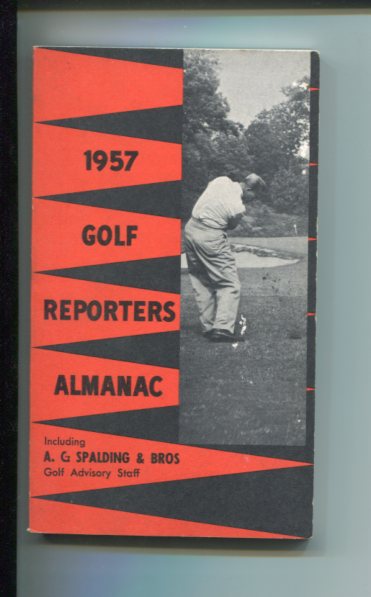 1957
GOLF
REPORTERS
ALMANAC
Including
A. G SPALDING & BROS
Golf Advisory Staff